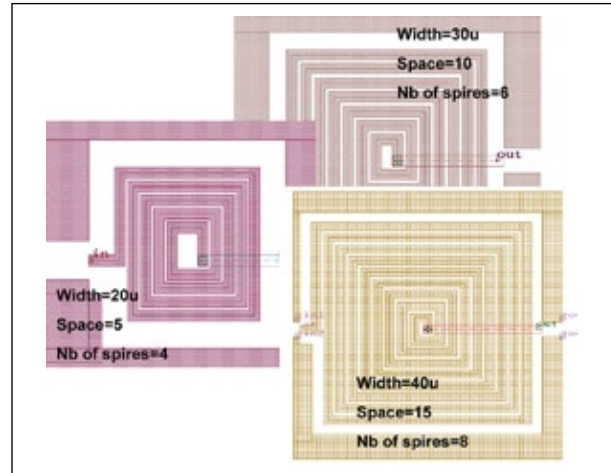 Width=30u
Space=10
Nb of spires=6
out
in
Width=20u
Space=5
Nb of spires=4
Width=40u
Space=15
Nb of spires=8